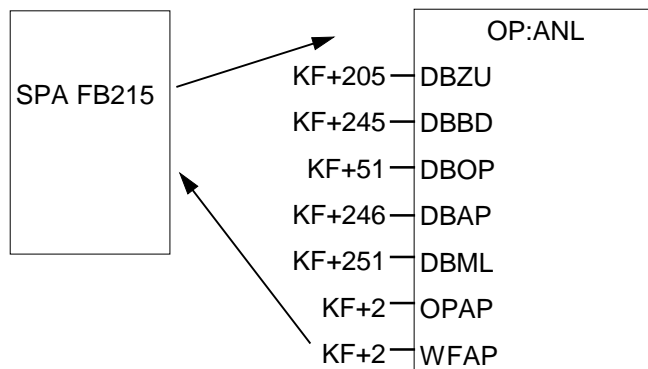 OP:ANL
SPA FB215
KF+205 DBZU
KF+245 DBBD
KF+51 DBOP
KF+246 DBAP
KF+251 DBML
KF+2 OPAP
KF+2 WFAP